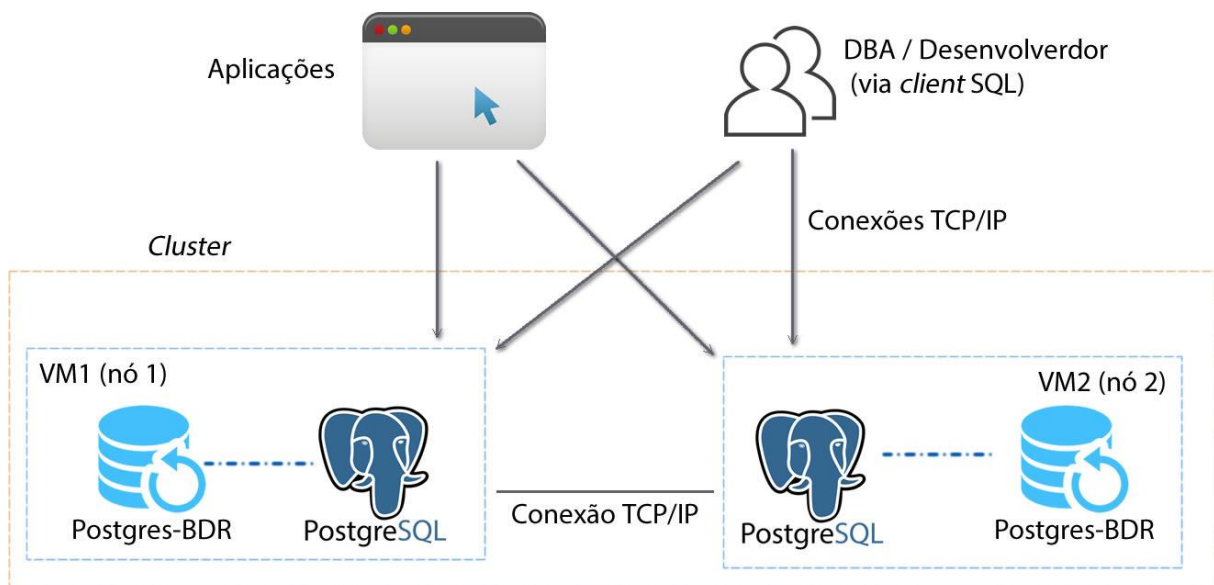 Aplicações
DBA / Desenvolverdor
(via client SQL)
Conexões TCP/IP
Cluster
VM1 (nó 1)
Postgres-BDR
PostgreSQL
Conexão TCP/IP
VM2 (nó 2)
PostgreSQL
Postgres-BDR